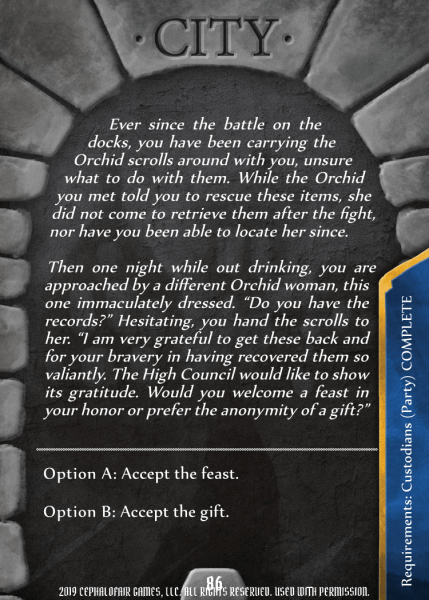 · CITY ·
Ever since the battle on the
docks, you have been carrying the
Orchid scrolls around with you, unsure
what to do with them. While the Orchid
you met told you to rescue these items, she
did not come to retrieve them after the fight,
nor have you been able to locate her since.
Then one night while out drinking, you are
approached by a different Orchid woman, this
one immaculately dressed. “Do you have the
records?” Hesitating, you hand the scrolls to
her. “I am very grateful to get these back and
for your bravery in having recovered them so
valiantly. The High Council would like to show
its gratitude. Would you welcome a feast in
your honor or prefer the anonymity of a gift?”
Option A: Accept the feast.
Option B: Accept the gift.
Requirements: Custodians (Party) COMPLETE
86
2019 CEPHALOFAIR GAMES, LLC. ALL RIGHTS RESERVED. USED WITH PERMISSION.